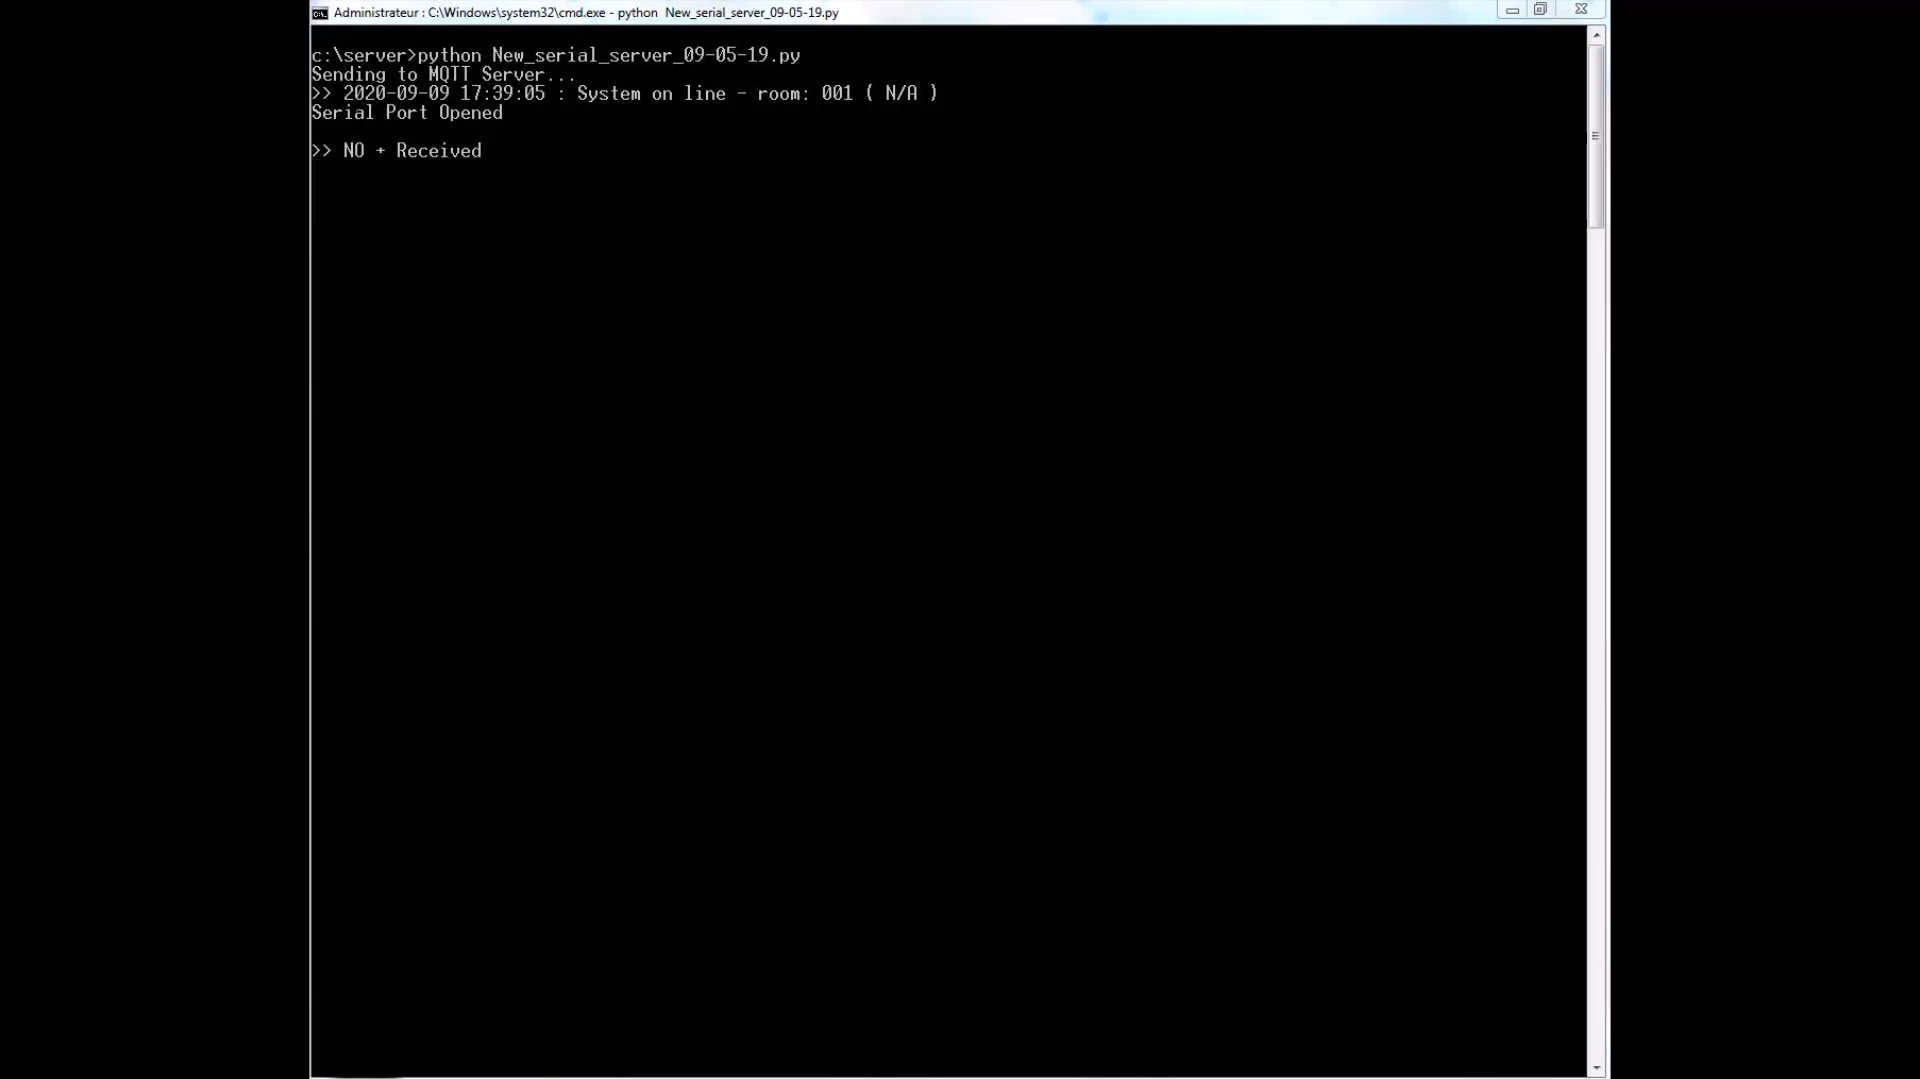 Administrateur : C:\Windows\system32\cmd.exe - python  New_serial_server_09-05-19.py
c:\server>python New_serial_server_09-05-19.py
Sending to MQTT Server...
>> 2020-09-09 17:39:05 : System on line - room: 001 ( N/A )
Serial Port Opened
>> NO + Received